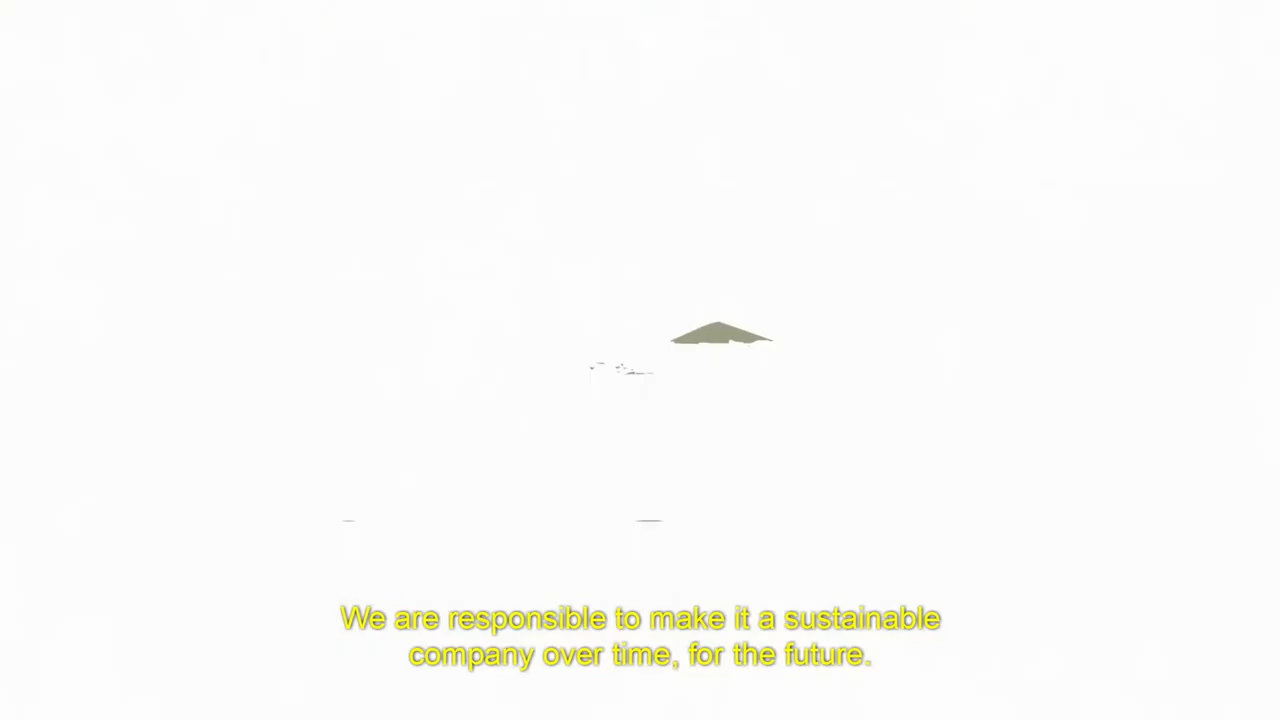 We are responsible to make it a sustainable
company over time, for the future.